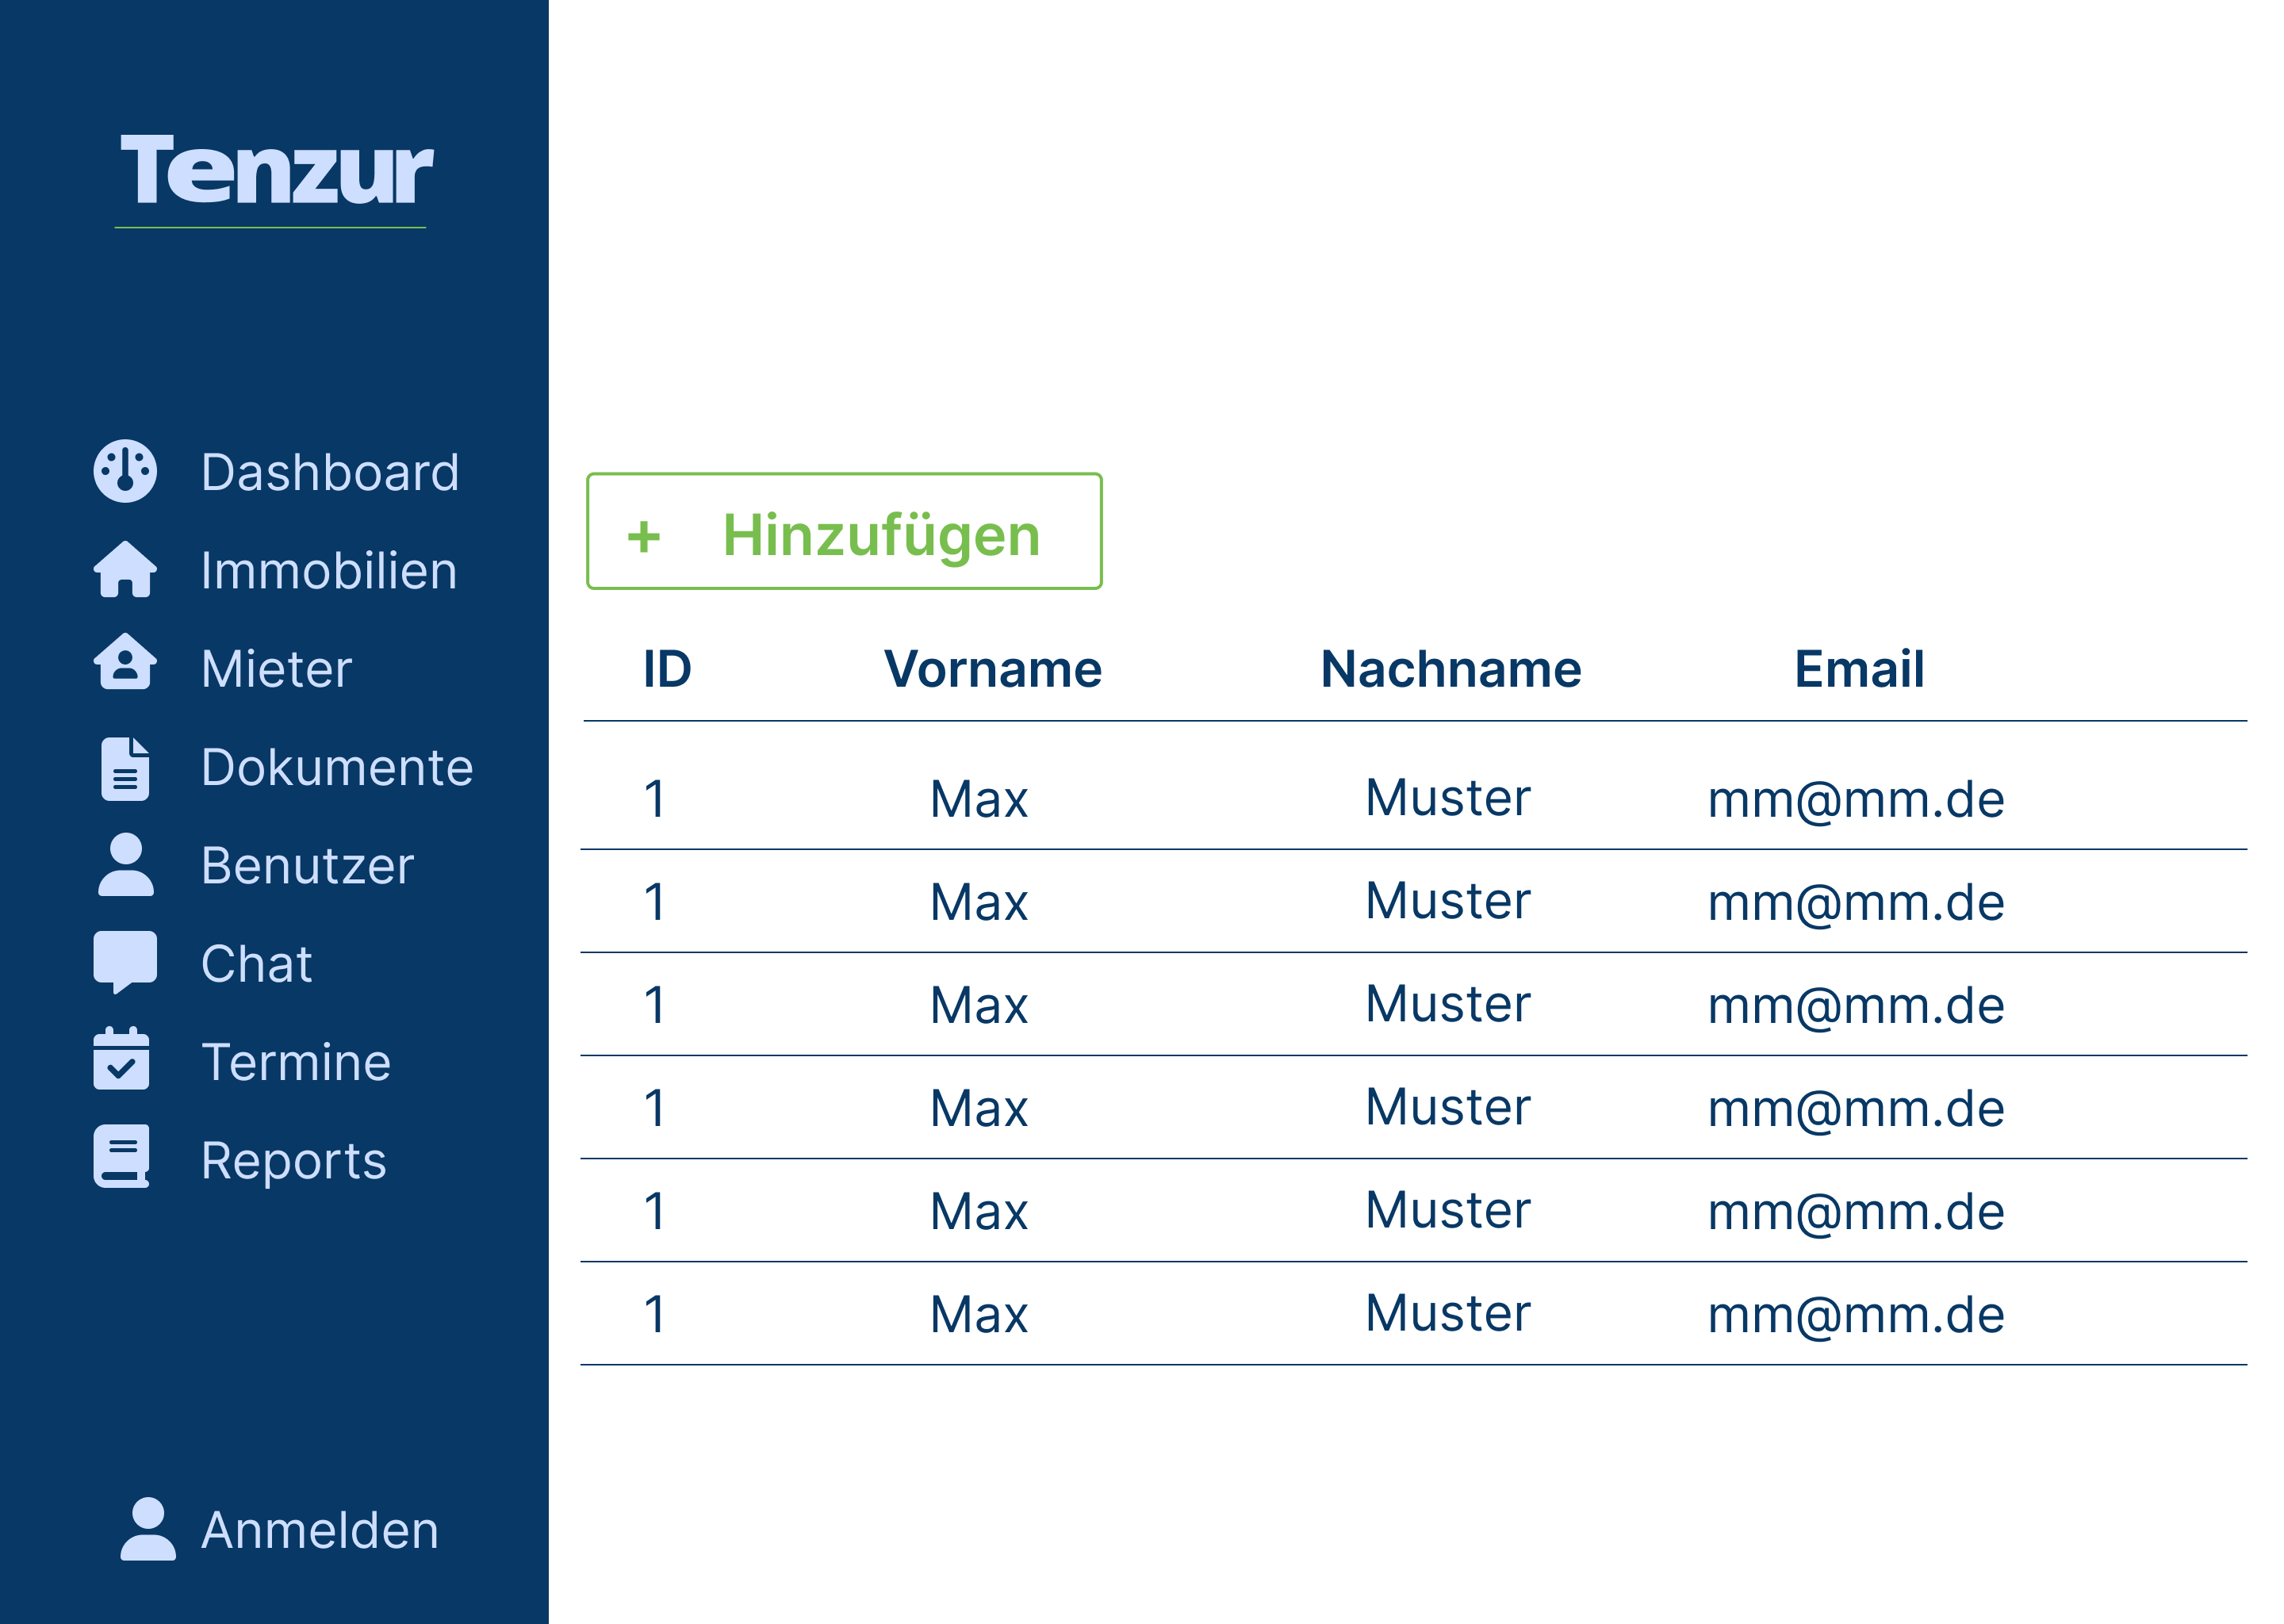 Tenzur
Dashboard
Immobilien
Mieter
Dokumente
Benutzer
Chat
Termine
Reports
Anmelden
+ Hinzufügen
ID Vorname Nachname Email
1 Max Muster mm@mm.de
1 Max Muster mm@mm.de
1 Max Muster mm@mm.de
1 Max Muster mm@mm.de
1 Max Muster mm@mm.de
1 Max Muster mm@mm.de